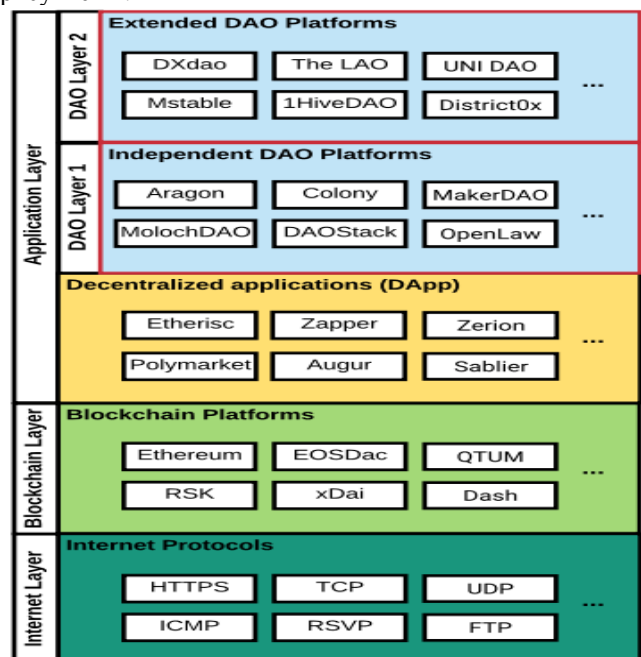 Extended DAO Platforms
DXdao The LAO UNI DAO
...
Mstable 1HiveDAO District0x
DAO Layer 2
Independent DAO Platforms
Aragon Colony MakerDAO
...
MolochDAO DAOStack OpenLaw
DAO Layer 1
Application Layer
Decentralized applications (DApp)
Etherisc Zapper Zerion
...
Polymarket Augur Sablier
Blockchain Platforms
Ethereum EOSDac QTUM
...
RSK xDai Dash
Blockchain Layer
Internet Protocols
HTTPS TCP UDP
...
ICMP RSVP FTP
Internet Layer